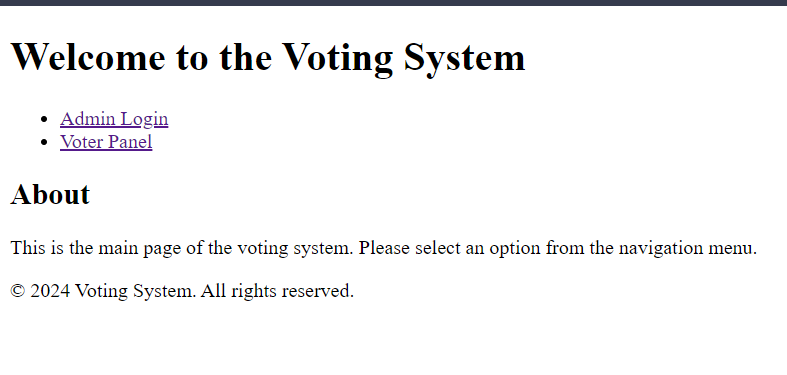 Welcome to the Voting System
Admin Login
Voter Panel
About
This is the main page of the voting system. Please select an option from the navigation menu.
© 2024 Voting System. All rights reserved.